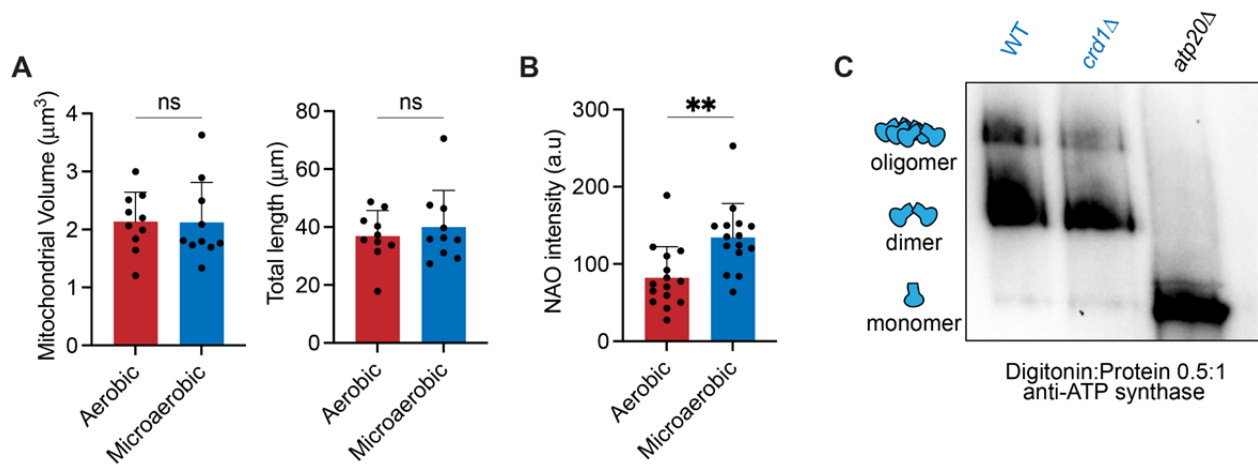 A
ns
Mitochondrial Volume (μm³)
4
3
2
1
0
Aerobic
Microaerobic
ns
Total length (μm)
80
60
40
20
0
Aerobic
Microaerobic
B
**
NAO intensity (a.u)
300
200
100
0
Aerobic
Microaerobic
C
WT
crd1Δ
atp20Δ
oligomer
dimer
monomer
Digitonin:Protein 0.5:1
anti-ATP synthase